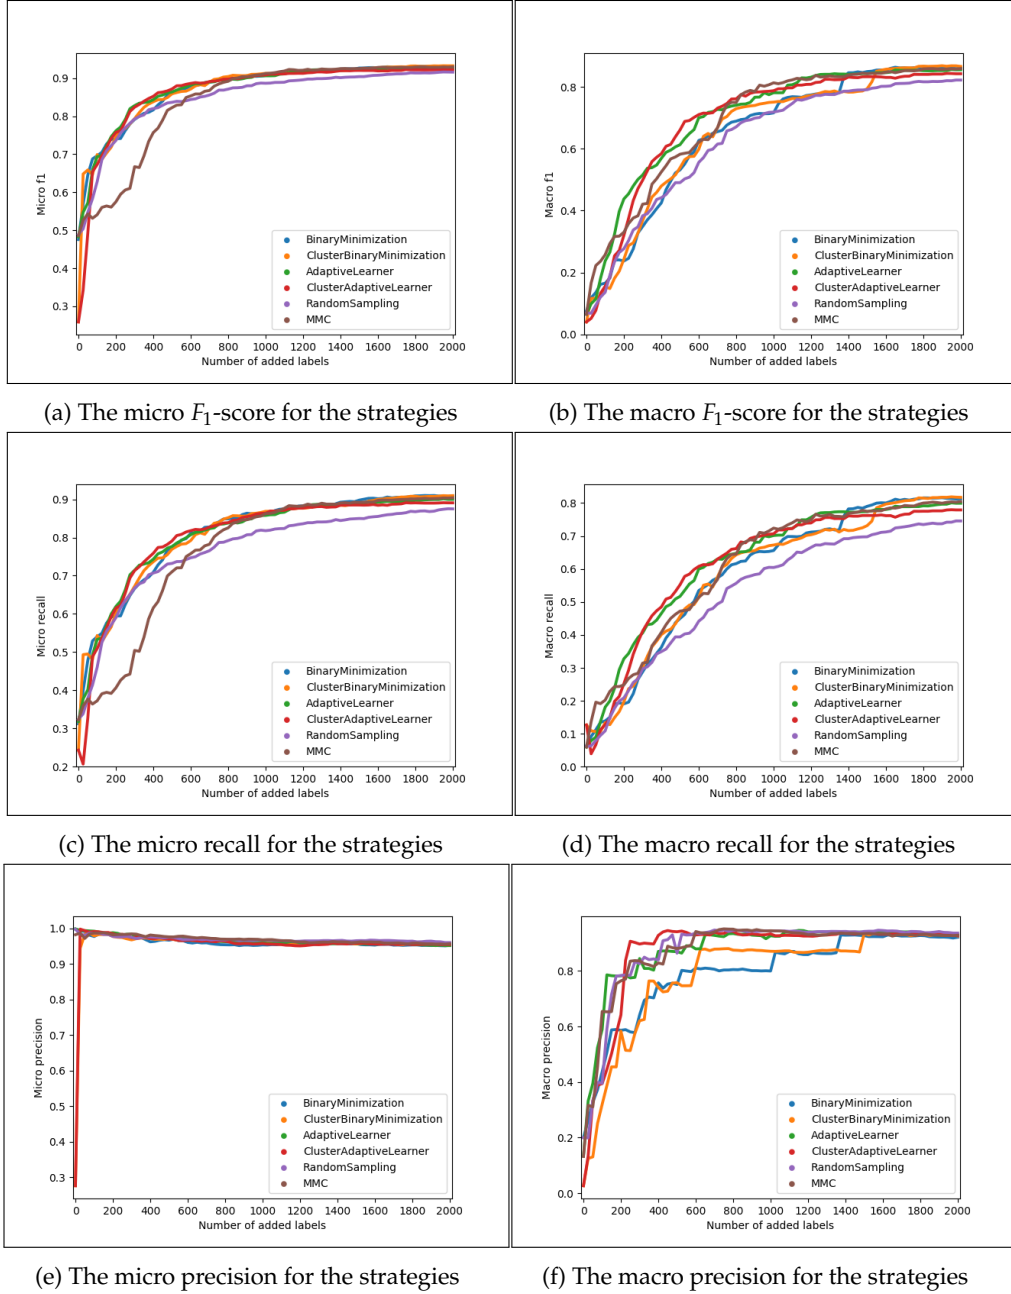 0.9
0.8
0.7
0.6
0.5
0.4
0.3
Micro f1
BinaryMinimization
ClusterBinaryMinimization
AdaptiveLearner
ClusterAdaptiveLearner
RandomSampling
MMC
0 200 400 600 800 1000 1200 1400 1600 1800 2000
Number of added labels
0.8
0.6
0.4
0.2
0.0
Macro f1
BinaryMinimization
ClusterBinaryMinimization
AdaptiveLearner
ClusterAdaptiveLearner
RandomSampling
MMC
0 200 400 600 800 1000 1200 1400 1600 1800 2000
Number of added labels
(a) The micro F1-score for the strategies
(b) The macro F1-score for the strategies
0.9
0.8
0.7
0.6
0.5
0.4
0.3
0.2
Micro recall
BinaryMinimization
ClusterBinaryMinimization
AdaptiveLearner
ClusterAdaptiveLearner
RandomSampling
MMC
0 200 400 600 800 1000 1200 1400 1600 1800 2000
Number of added labels
0.8
0.7
0.6
0.5
0.4
0.3
0.2
0.1
0.0
Macro recall
BinaryMinimization
ClusterBinaryMinimization
AdaptiveLearner
ClusterAdaptiveLearner
RandomSampling
MMC
0 200 400 600 800 1000 1200 1400 1600 1800 2000
Number of added labels
(c) The micro recall for the strategies
(d) The macro recall for the strategies
1.0
0.9
0.8
0.7
0.6
0.5
0.4
0.3
Micro precision
BinaryMinimization
ClusterBinaryMinimization
AdaptiveLearner
ClusterAdaptiveLearner
RandomSampling
MMC
0 200 400 600 800 1000 1200 1400 1600 1800 2000
Number of added labels
0.8
0.6
0.4
0.2
0.0
Macro precision
BinaryMinimization
ClusterBinaryMinimization
AdaptiveLearner
ClusterAdaptiveLearner
RandomSampling
MMC
0 200 400 600 800 1000 1200 1400 1600 1800 2000
Number of added labels
(e) The micro precision for the strategies
(f) The macro precision for the strategies